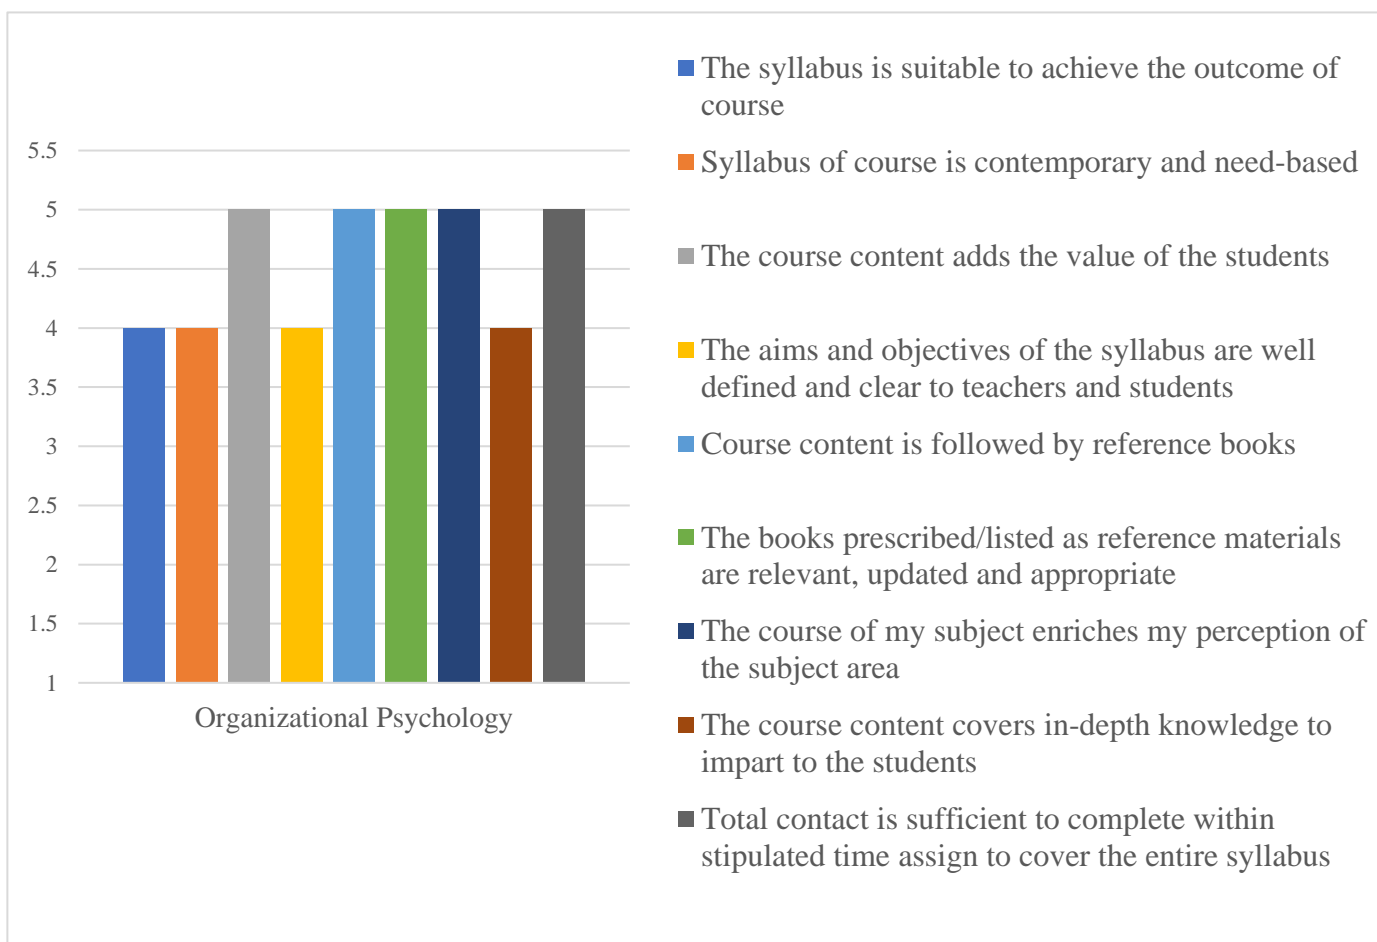 5.5
5
4.5
4
3.5
3
2.5
2
1.5
1
Organizational Psychology
The syllabus is suitable to achieve the outcome of
course
Syllabus of course is contemporary and need-based
The course content adds the value of the students
The aims and objectives of the syllabus are well
defined and clear to teachers and students
Course content is followed by reference books
The books prescribed/listed as reference materials
are relevant, updated and appropriate
The course of my subject enriches my perception of
the subject area
The course content covers in-depth knowledge to
impart to the students
Total contact is sufficient to complete within
stipulated time assign to cover the entire syllabus